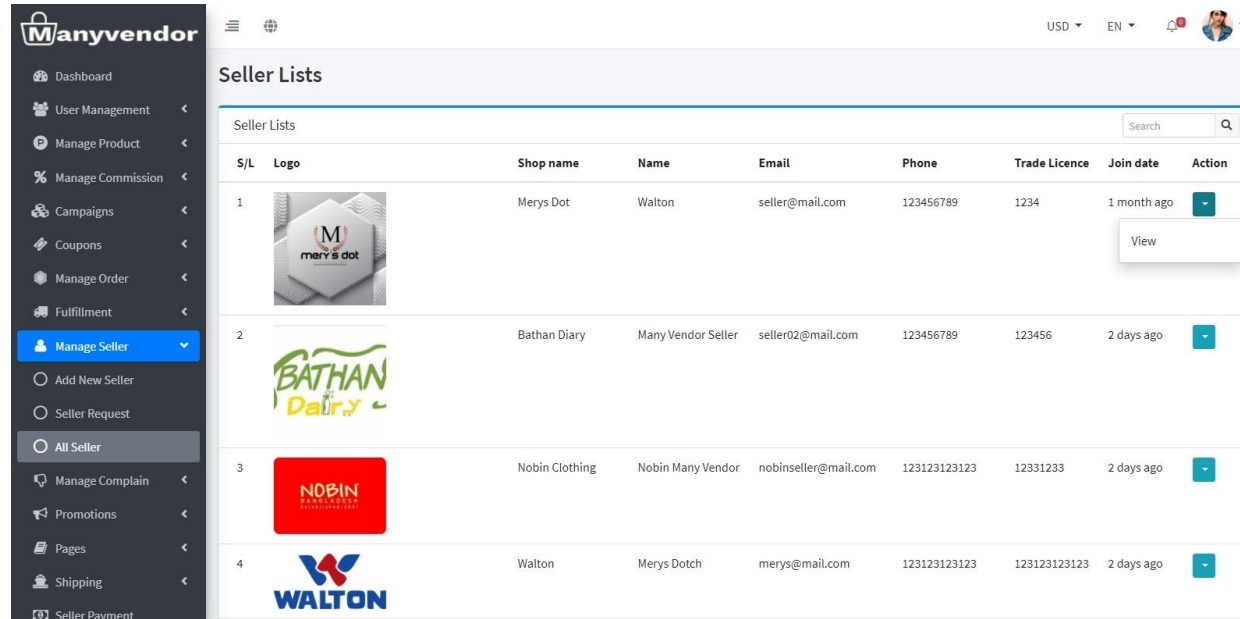 Manyvendor
USD EN 0
Dashboard
User Management
Manage Product
Manage Commission
Campaigns
Coupons
Manage Order
Fulfillment
Manage Seller
Add New Seller
Seller Request
All Seller
Manage Complain
Promotions
Pages
Shipping
Seller Payment
Seller Lists
Seller Lists Search
S/L Logo Shop name Name Email Phone Trade Licence Join date Action
1 Merys Dot Walton seller@mail.com 123456789 1234 1 month ago
M
mery's dot
View
2 Bathan Diary Many Vendor Seller seller02@mail.com 123456789 123456 2 days ago
BATHAN
Dairy
3 Nobin Clothing Nobin Many Vendor nobinseller@mail.com 123123123123 12331233 2 days ago
NOBIN
BANGLADESH
4 Walton Merys Dotch merys@mail.com 123123123123 123123123123 2 days ago
WALTON